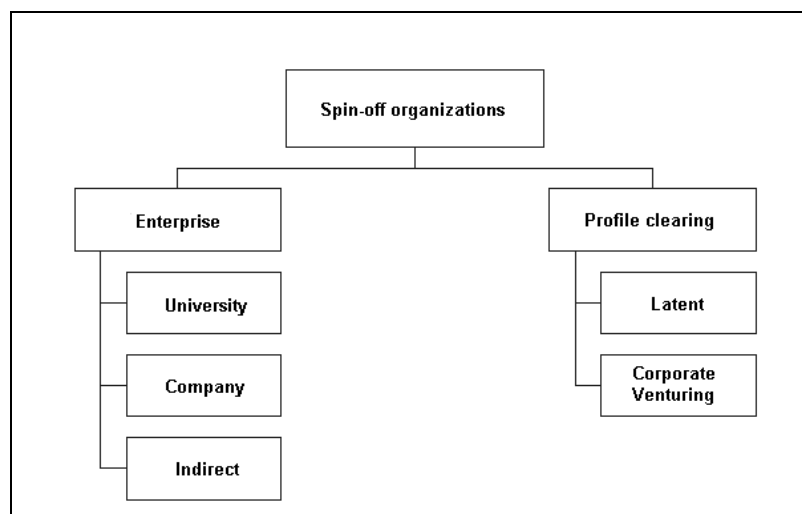 Spin-off organizations
Enterprise
Profile clearing
University
Latent
Company
Corporate
Venturing
Indirect